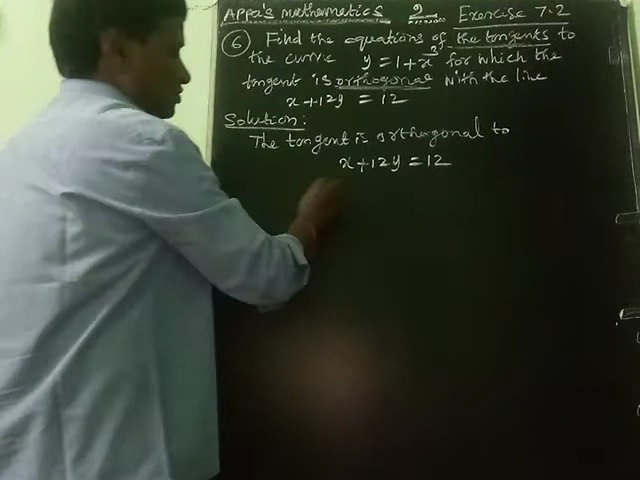 Appa's mathematics 2 Exercise 7.2
6 Find the equations of the tangents to
the curve y = 1 + x³ for which the
tangent is orthogonal with the line
x + 12y = 12
Solution:
The tangent is orthogonal to
x + 12y = 12